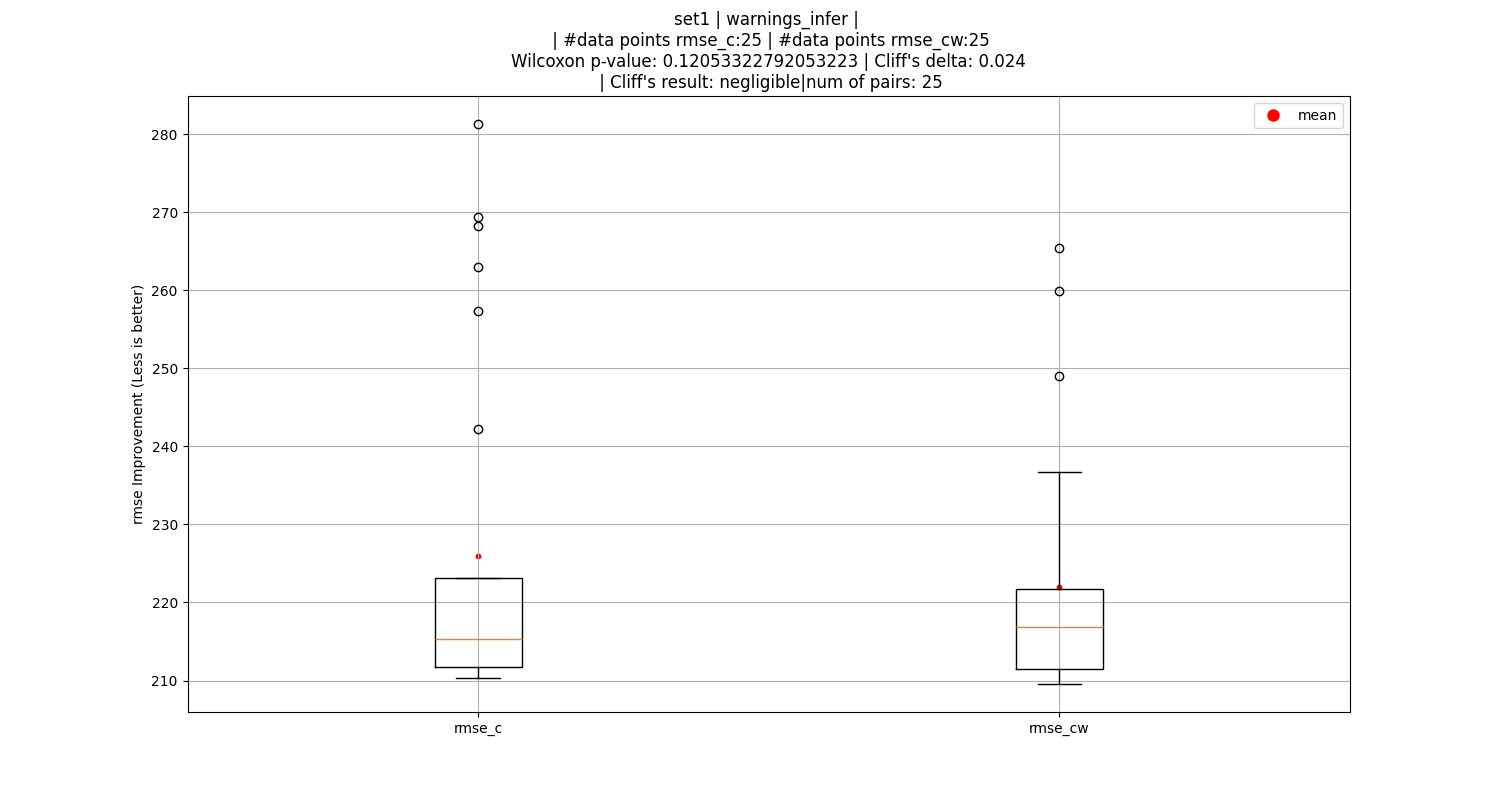 set1 | warnings_infer |
| #data points rmse_c:25 | #data points rmse_cw:25
Wilcoxon p-value: 0.12053322792053223 | Cliff's delta: 0.024
| Cliff's result: negligible|num of pairs: 25
mean
280
270
260
250
240
230
220
210
rmse Improvement (Less is better)
rmse_c
rmse_cw